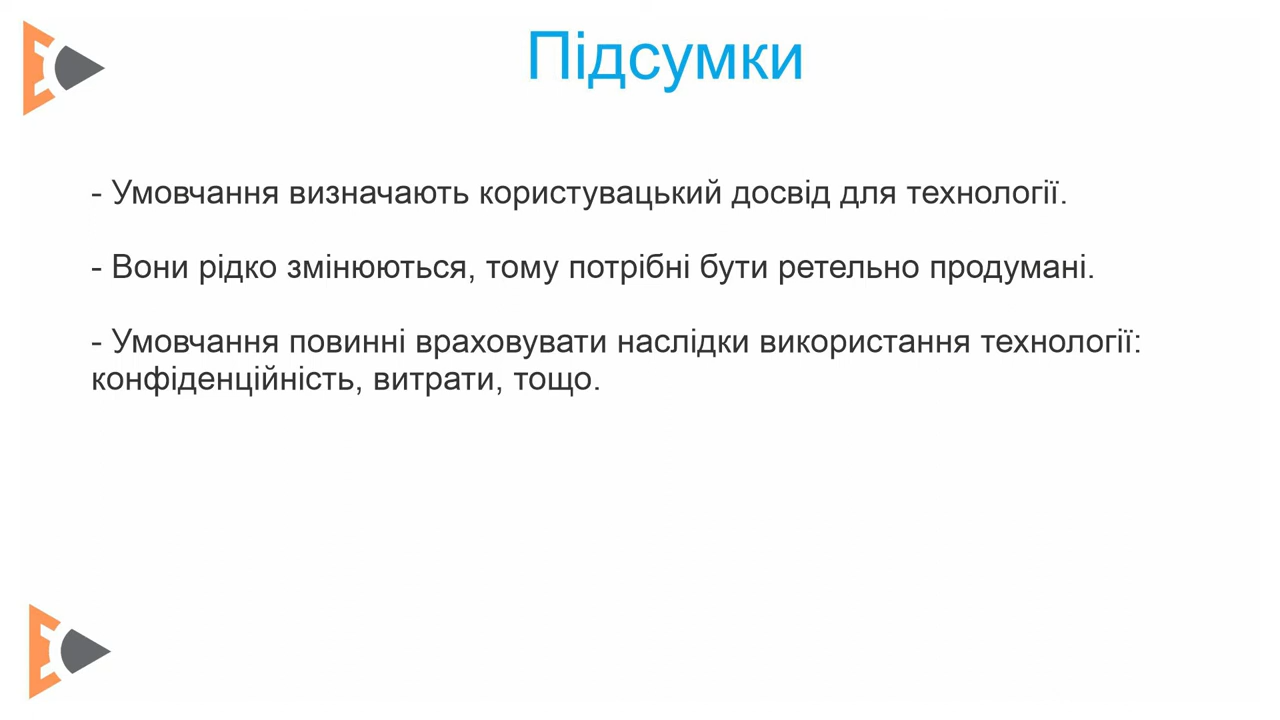 Підсумки
- Умовчання визначають користувацький досвід для технології.
- Вони рідко змінюються, тому потрібні бути ретельно продумані.
- Умовчання повинні враховувати наслідки використання технології:
конфіденційність, витрати, тощо.